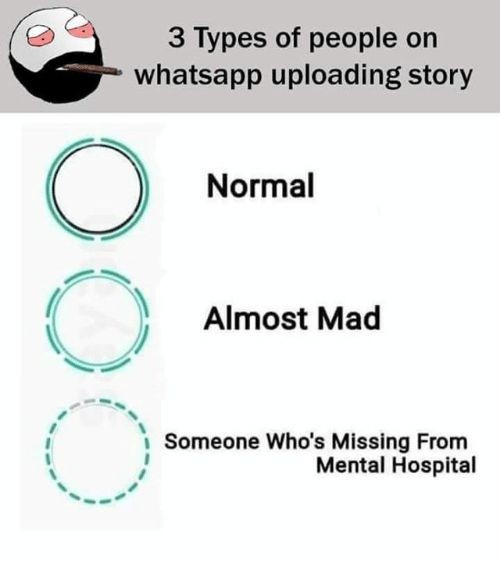 3 Types of people on
whatsapp uploading story
Normal
Almost Mad
Someone Who's Missing From
Mental Hospital